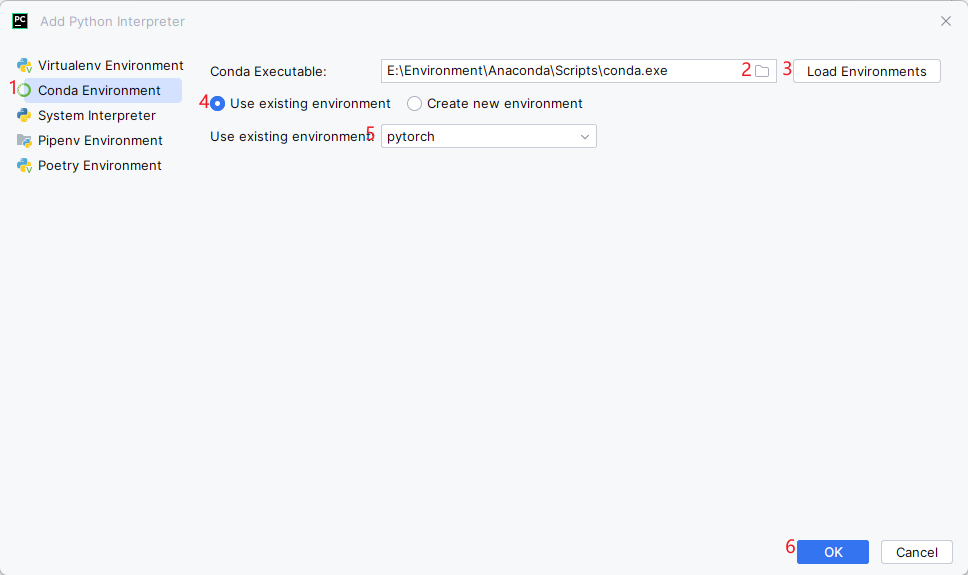 PC Add Python Interpreter
Virtualenv Environment
1 Conda Environment
System Interpreter
Pipenv Environment
Poetry Environment
Conda Executable: E:\Environment\Anaconda\Scripts\conda.exe 2 3 Load Environments
4 Use existing environment Create new environment
Use existing environment: 5 pytorch
6 OK Cancel